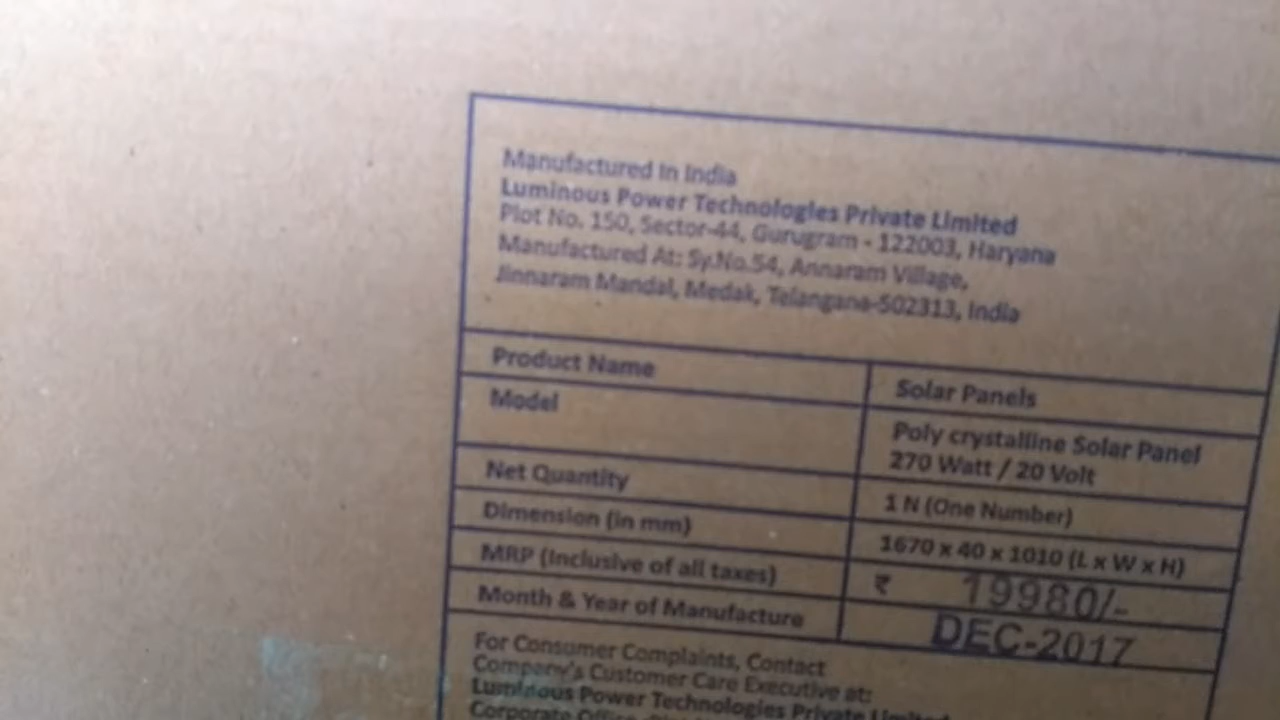 Manufactured In India
Luminous Power Technologies Private Limited
Plot No. 150, Sector-44, Gurugram - 122003, Haryana
Manufactured At: Sy.No.54, Annaram Village,
Jinnaram Mandal, Medak, Telangana-502313, India
Product Name Solar Panels
Model Poly crystalline Solar Panel
270 Watt / 20 Volt
Net Quantity 1 N (One Number)
Dimension (in mm) 1670 x 40 x 1010 (L x W x H)
MRP (Inclusive of all taxes) ₹ 19980/-
Month & Year of Manufacture DEC-2017
For Consumer Complaints, Contact
Company's Customer Care Executive at:
Luminous Power Technologies Private Limited
Corporate Office